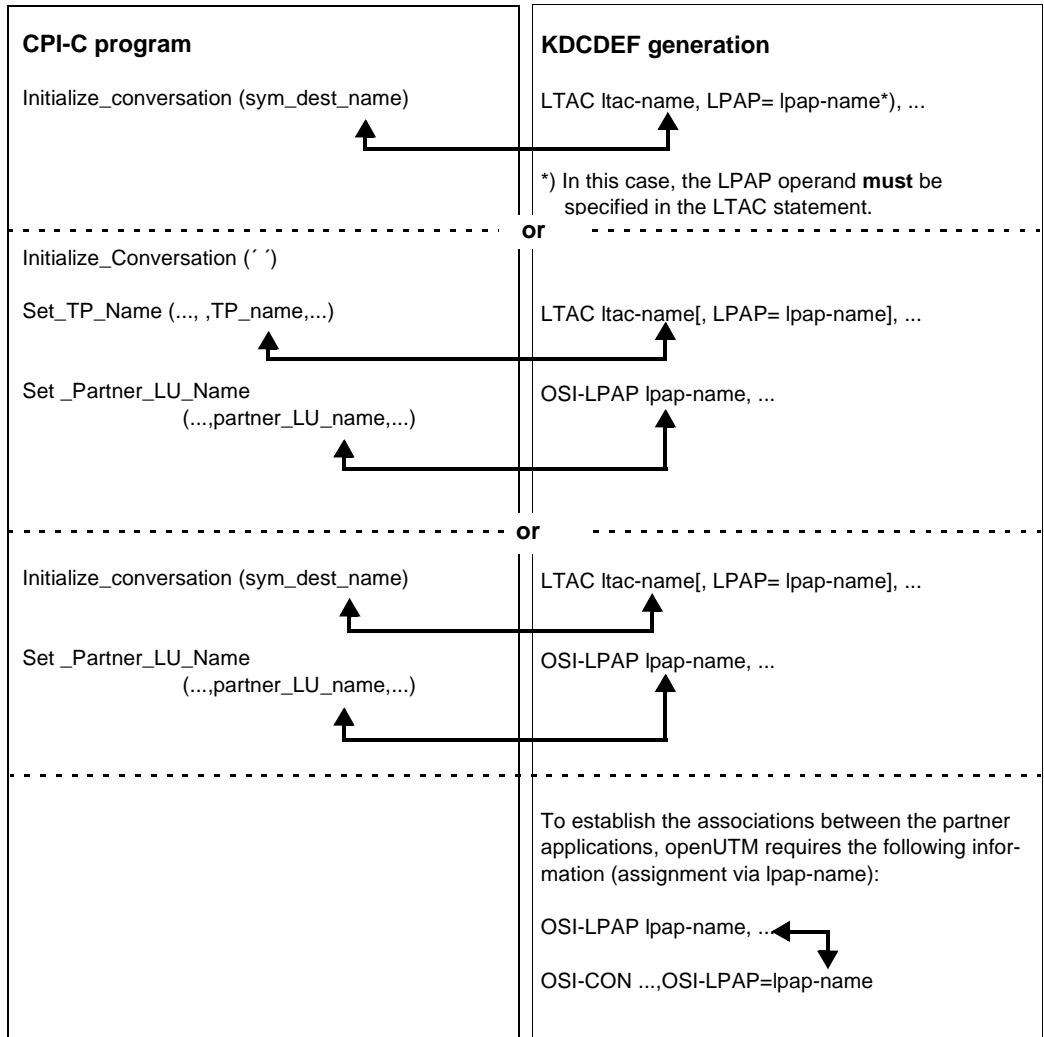 CPI-C program
KDCDEF generation
Initialize_conversation (sym_dest_name)
LTAC ltac-name, LPAP= lpap-name*), ...
*) In this case, the LPAP operand must be
specified in the LTAC statement.
or
Initialize_Conversation (´ ´)
Set_TP_Name (..., ,TP_name,...)
LTAC ltac-name[, LPAP= lpap-name], ...
Set _Partner_LU_Name
(...,partner_LU_name,...)
OSI-LPAP lpap-name, ...
or
Initialize_conversation (sym_dest_name)
LTAC ltac-name[, LPAP= lpap-name], ...
Set _Partner_LU_Name
(...,partner_LU_name,...)
OSI-LPAP lpap-name, ...
To establish the associations between the partner
applications, openUTM requires the following infor-
mation (assignment via lpap-name):
OSI-LPAP lpap-name, ...
OSI-CON ...,OSI-LPAP=lpap-name